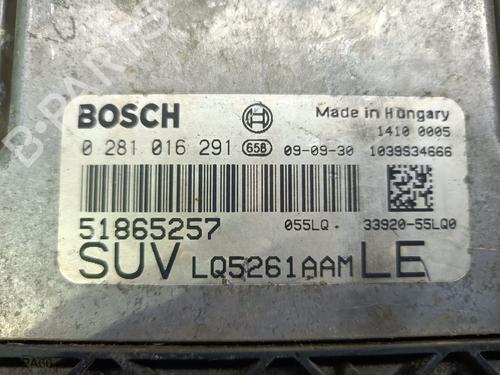 BOSCH
Made in Hungary
1410 0005
0 281 016 291 65B 09-09-30 1039S34666
51865257 055LQ. 33920-55LQ0
SUV LQ5261AAM LE
B-PARTS